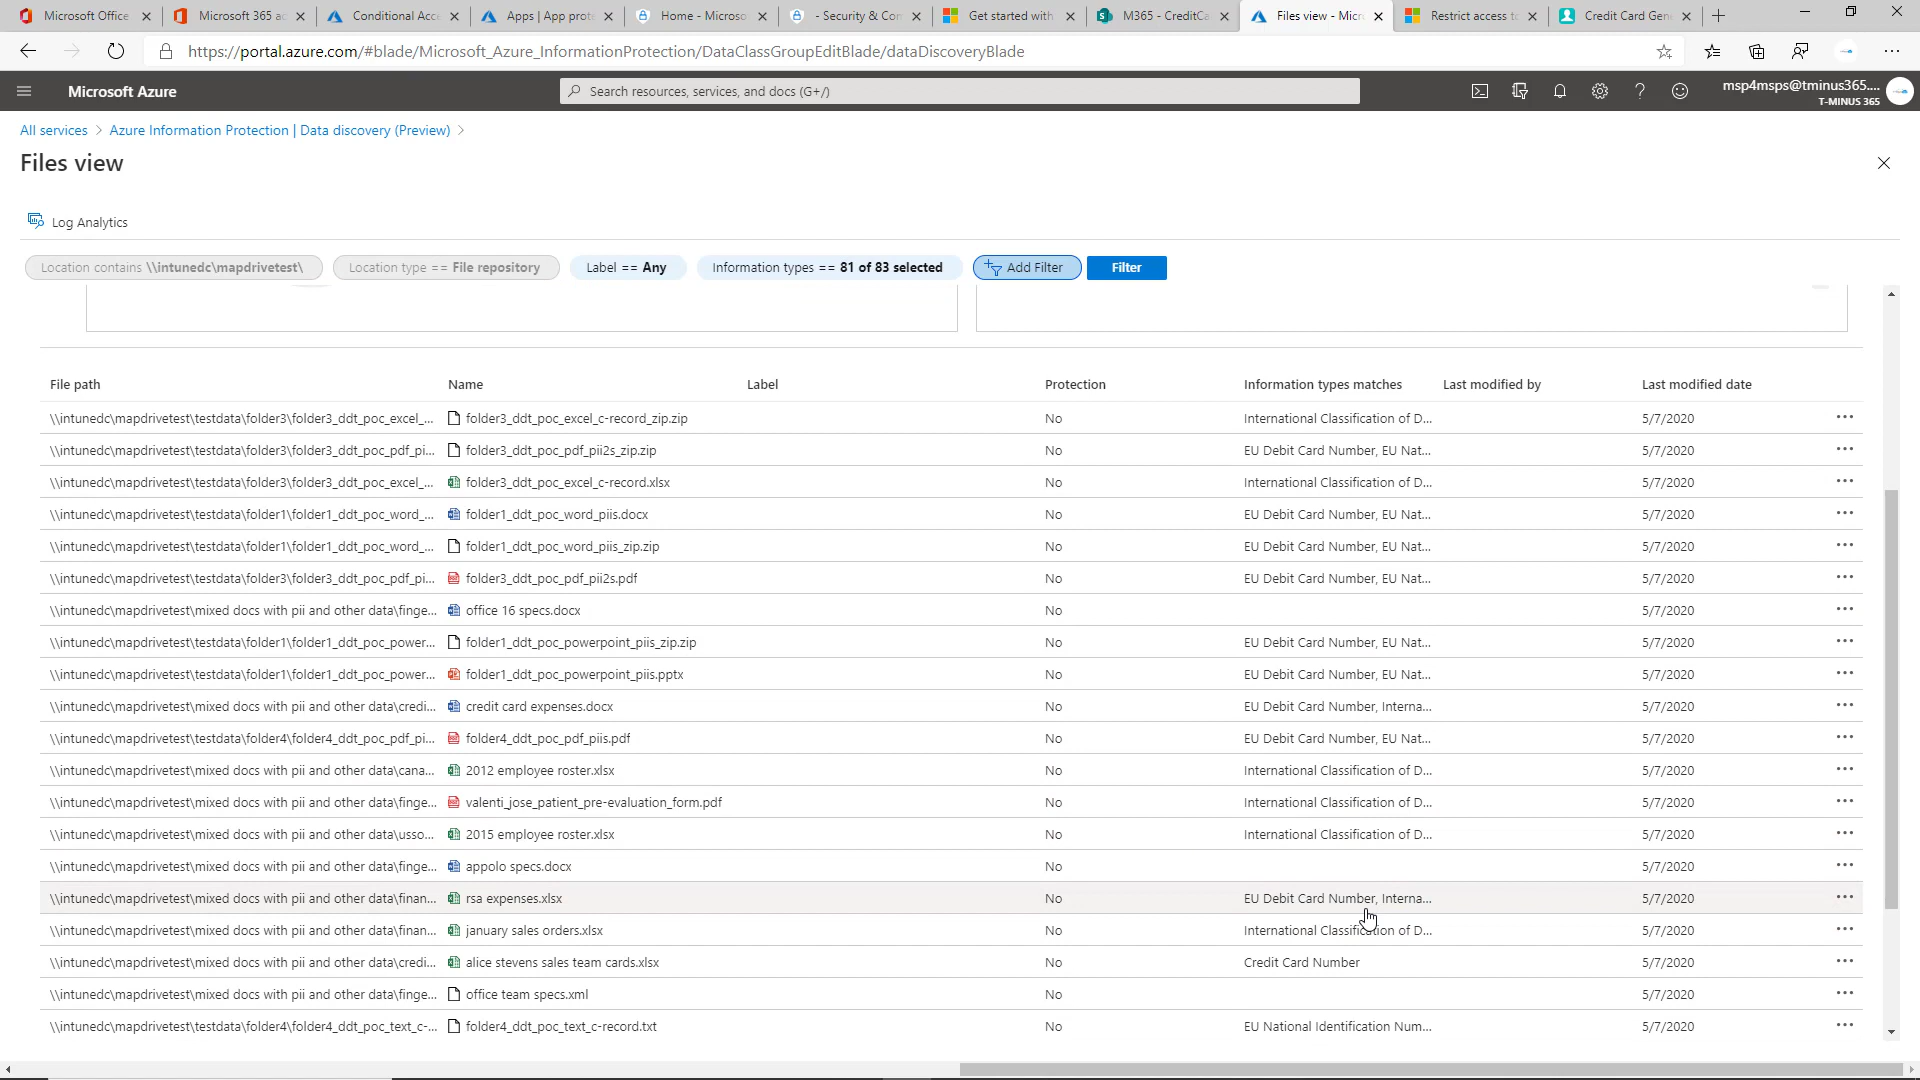 Microsoft Office
Microsoft 365 a
Conditional Acc
Apps | App prot
Home - Microso
- Security & Co
Get started with
M365 - CreditCa
Files view - Micr
Restrict access to
Credit Card Gen
https://portal.azure.com/#blade/Microsoft_Azure_InformationProtection/DataClassGroupEditBlade/dataDiscoveryBlade
Microsoft Azure
Search resources, services, and docs (G+/)
msp4msps@tminus365....
T-MINUS 365
All services > Azure Information Protection | Data discovery (Preview) >
Files view
Log Analytics
Location contains \\intunedc\mapdrivetest\
Location type == File repository
Label == Any
Information types == 81 of 83 selected
Add Filter
Filter
File path Name Label Protection Information types matches Last modified by Last modified date
\\intunedc\mapdrivetest\testdata\folder3\folder3_ddt_poc_excel_... folder3_ddt_poc_excel_c-record_zip.zip No International Classification of D... 5/7/2020 ...
\\intunedc\mapdrivetest\testdata\folder3\folder3_ddt_poc_pdf_pi... folder3_ddt_poc_pdf_pii2s_zip.zip No EU Debit Card Number, EU Nat... 5/7/2020 ...
\\intunedc\mapdrivetest\testdata\folder3\folder3_ddt_poc_excel_... folder3_ddt_poc_excel_c-record.xlsx No International Classification of D... 5/7/2020 ...
\\intunedc\mapdrivetest\testdata\folder1\folder1_ddt_poc_word_... folder1_ddt_poc_word_piis.docx No EU Debit Card Number, EU Nat... 5/7/2020 ...
\\intunedc\mapdrivetest\testdata\folder1\folder1_ddt_poc_word_... folder1_ddt_poc_word_piis_zip.zip No EU Debit Card Number, EU Nat... 5/7/2020 ...
\\intunedc\mapdrivetest\testdata\folder3\folder3_ddt_poc_pdf_pi... folder3_ddt_poc_pdf_pii2s.pdf No EU Debit Card Number, EU Nat... 5/7/2020 ...
\\intunedc\mapdrivetest\mixed docs with pii and other data\finge... office 16 specs.docx No 5/7/2020 ...
\\intunedc\mapdrivetest\testdata\folder1\folder1_ddt_poc_power... folder1_ddt_poc_powerpoint_piis_zip.zip No EU Debit Card Number, EU Nat... 5/7/2020 ...
\\intunedc\mapdrivetest\testdata\folder1\folder1_ddt_poc_power... folder1_ddt_poc_powerpoint_piis.pptx No EU Debit Card Number, EU Nat... 5/7/2020 ...
\\intunedc\mapdrivetest\mixed docs with pii and other data\credi... credit card expenses.docx No EU Debit Card Number, Interna... 5/7/2020 ...
\\intunedc\mapdrivetest\testdata\folder4\folder4_ddt_poc_pdf_pi... folder4_ddt_poc_pdf_piis.pdf No EU Debit Card Number, EU Nat... 5/7/2020 ...
\\intunedc\mapdrivetest\mixed docs with pii and other data\cana... 2012 employee roster.xlsx No International Classification of D... 5/7/2020 ...
\\intunedc\mapdrivetest\mixed docs with pii and other data\finge... valenti_jose_patient_pre-evaluation_form.pdf No International Classification of D... 5/7/2020 ...
\\intunedc\mapdrivetest\mixed docs with pii and other data\usso... 2015 employee roster.xlsx No International Classification of D... 5/7/2020 ...
\\intunedc\mapdrivetest\mixed docs with pii and other data\finge... appolo specs.docx No 5/7/2020 ...
\\intunedc\mapdrivetest\mixed docs with pii and other data\finan... rsa expenses.xlsx No EU Debit Card Number, Interna... 5/7/2020 ...
\\intunedc\mapdrivetest\mixed docs with pii and other data\finan... january sales orders.xlsx No International Classification of D... 5/7/2020 ...
\\intunedc\mapdrivetest\mixed docs with pii and other data\credi... alice stevens sales team cards.xlsx No Credit Card Number 5/7/2020 ...
\\intunedc\mapdrivetest\mixed docs with pii and other data\finge... office team specs.xml No 5/7/2020 ...
\\intunedc\mapdrivetest\testdata\folder4\folder4_ddt_poc_text_c-... folder4_ddt_poc_text_c-record.txt No EU National Identification Num... 5/7/2020 ...